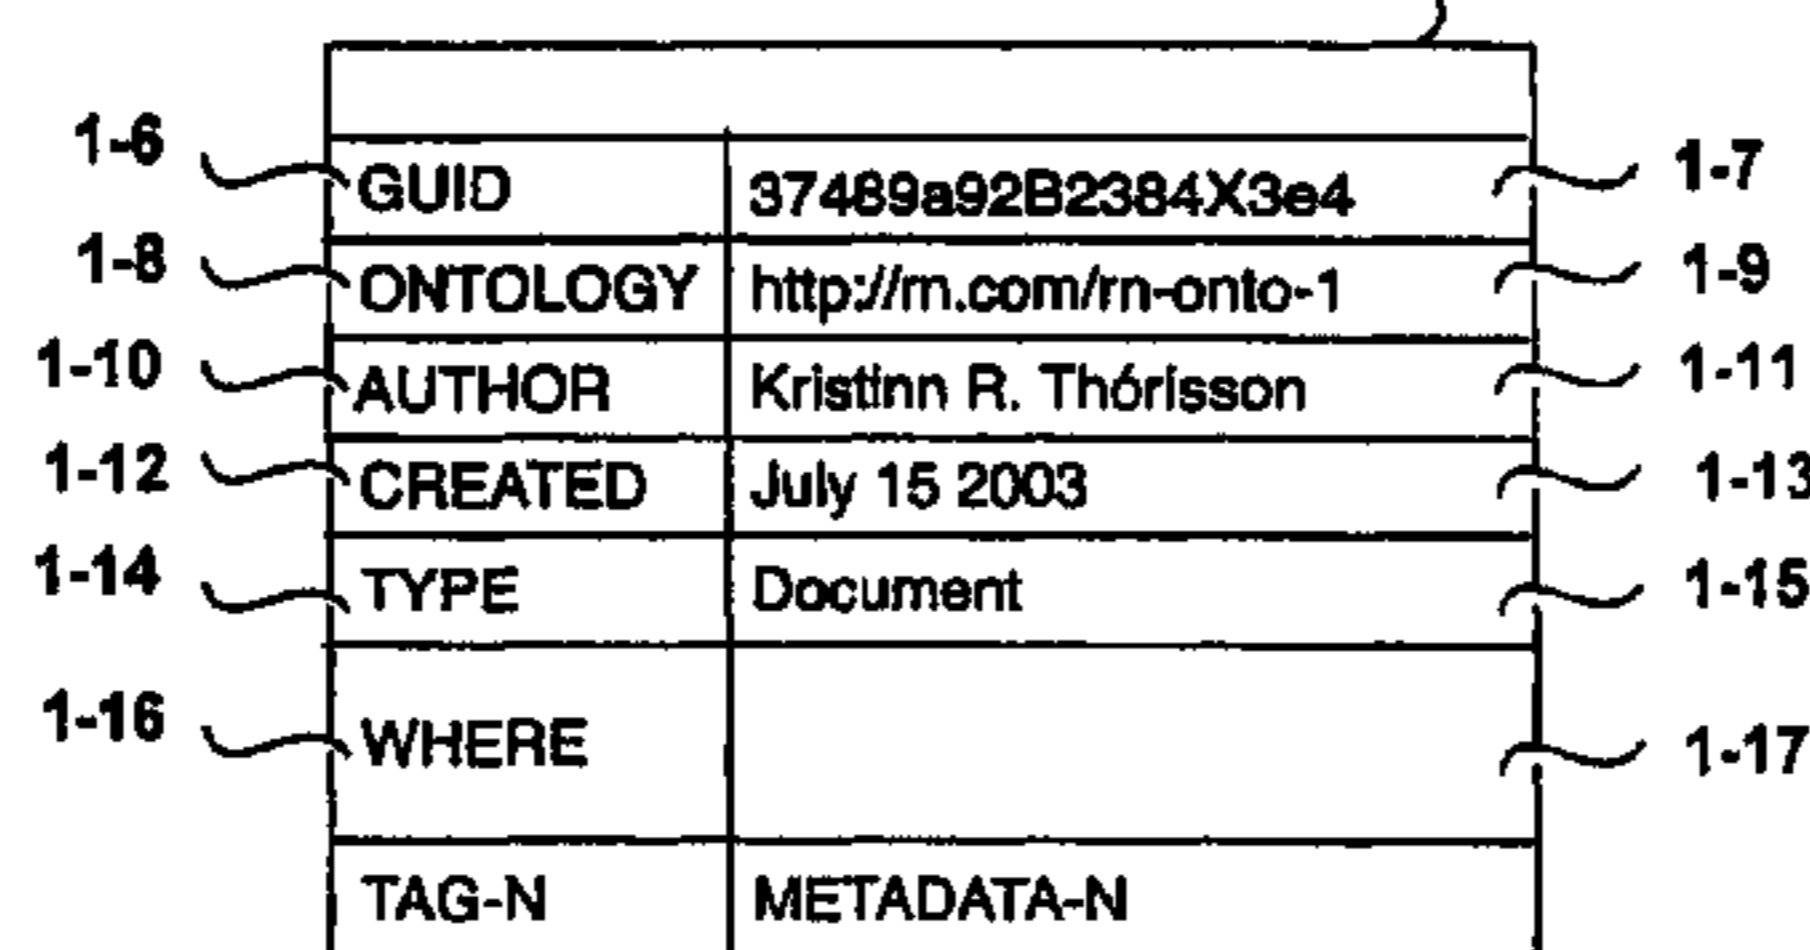 1-6 GUID 37489a92B2384X3e4 1-7
1-8 ONTOLOGY http://rn.com/rn-onto-1 1-9
1-10 AUTHOR Kristinn R. Thórisson 1-11
1-12 CREATED July 15 2003 1-13
1-14 TYPE Document 1-15
1-16 WHERE 1-17
TAG-N METADATA-N